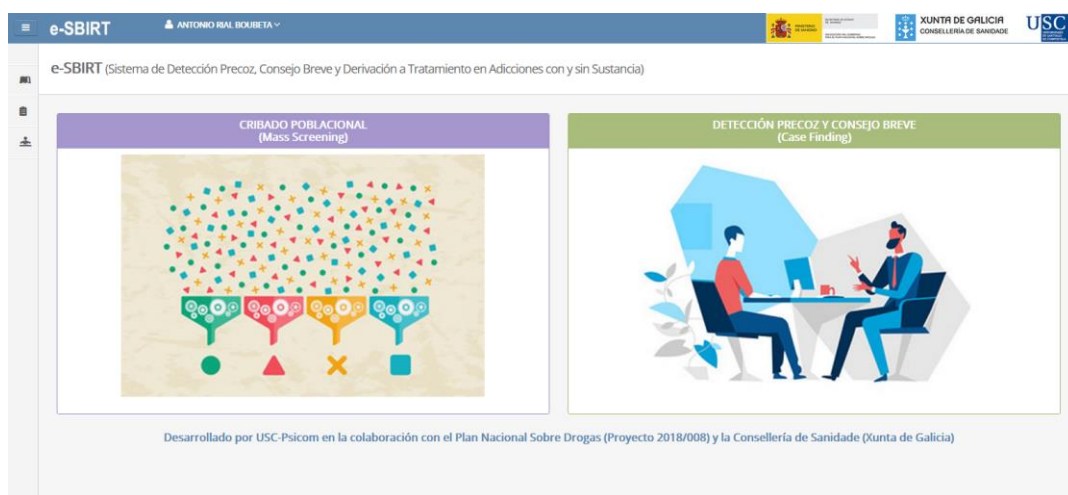 e-SBIRT
ANTONIO RIAL BOUBETA
XUNTA DE GALICIA
CONSELLERÍA DE SANIDADE
USC
e-SBIRT (Sistema de Detección Precoz, Consejo Breve y Derivación a Tratamiento en Adicciones con y sin Sustancia)
CRIBADO POBLACIONAL
(Mass Screening)
DETECCIÓN PRECOZ Y CONSEJO BREVE
(Case Finding)
Desarrollado por USC-Psicom en la colaboración con el Plan Nacional Sobre Drogas (Proyecto 2018/008) y la Consellería de Sanidade (Xunta de Galicia)